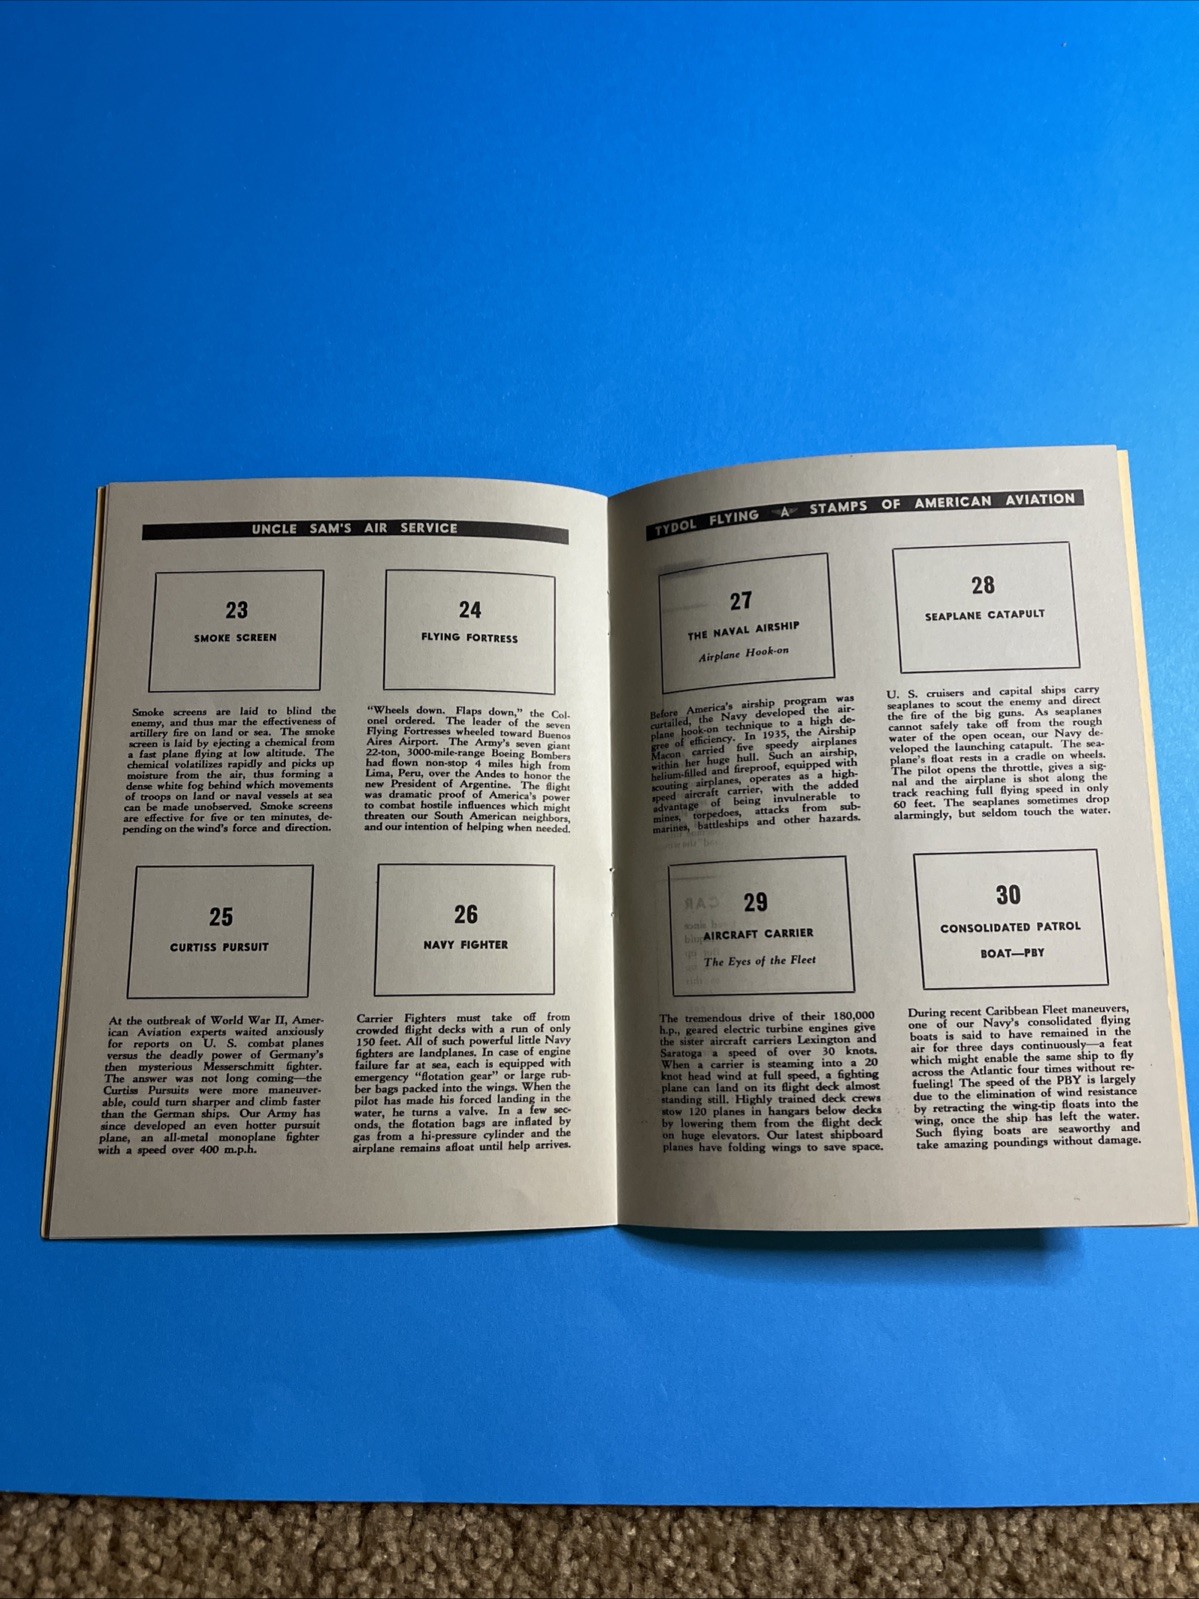 UNCLE SAM'S AIR SERVICE
23
SMOKE SCREEN
Smoke screens are laid to blind the
enemy, and thus mar the effectiveness of
artillery fire on land or sea. The smoke
screen is laid by ejecting a chemical from
a fast plane flying at low altitude. The
chemical volatilizes rapidly and picks up
moisture from the air, thus forming a
dense white fog behind which movements
of troops on land or naval vessels at sea
can be made unobserved. Smoke screens
are effective for five or ten minutes, de-
pending on the wind's force and direction.
24
FLYING FORTRESS
"Wheels down. Flaps down," the Col-
onel ordered. The leader of the seven
Flying Fortresses wheeled toward Buenos
Aires Airport. The Army's seven giant
22-ton, 3000-mile-range Boeing Bombers
had flown non-stop 4 miles high from
Lima, Peru, over the Andes to honor the
new President of Argentine. The flight
was dramatic proof of America's power
to combat hostile influences which might
threaten our South American neighbors,
and our intention of helping when needed.
25
CURTISS PURSUIT
At the outbreak of World War II, Amer-
ican Aviation experts waited anxiously
for reports on U. S. combat planes
versus the deadly power of Germany's
then mysterious Messerschmitt fighter.
The answer was not long coming—the
Curtiss Pursuits were more maneuver-
able, could turn sharper and climb faster
than the German ships. Our Army has
since developed an even hotter pursuit
plane, an all-metal monoplane fighter
with a speed over 400 m.p.h.
26
NAVY FIGHTER
Carrier Fighters must take off from
crowded flight decks with a run of only
150 feet. All of such powerful little Navy
fighters are landplanes. In case of engine
failure far at sea, each is equipped with
emergency "flotation gear" or large rub-
ber bags packed into the wings. When the
pilot has made his forced landing in the
water, he turns a valve. In a few sec-
onds, the flotation bags are inflated by
gas from a hi-pressure cylinder and the
airplane remains afloat until help arrives.
TYDOL FLYING A STAMPS OF AMERICAN AVIATION
27
THE NAVAL AIRSHIP
Airplane Hook-on
Before America's airship program was
curtailed, the Navy developed the air-
plane hook-on technique to a high de-
gree of efficiency. In 1935, the Airship
Macon carried five speedy airplanes
within her huge hull. Such an airship,
helium-filled and fireproof, equipped with
scouting airplanes, operates as a high-
speed aircraft carrier, with the added
advantage of being invulnerable to
mines, torpedoes, attacks from sub-
marines, battleships and other hazards.
28
SEAPLANE CATAPULT
U. S. cruisers and capital ships carry
seaplanes to scout the enemy and direct
the fire of the big guns. As seaplanes
cannot safely take off from the rough
water of the open ocean, our Navy de-
veloped the launching catapult. The sea-
plane's float rests in a cradle on wheels.
The pilot opens the throttle, gives a sig-
nal and the airplane is shot along the
track reaching full flying speed in only
60 feet. The seaplanes sometimes drop
alarmingly, but seldom touch the water.
29
AIRCRAFT CARRIER
The Eyes of the Fleet
The tremendous drive of their 180,000
h.p., geared electric turbine engines give
the sister aircraft carriers Lexington and
Saratoga a speed of over 30 knots.
When a carrier is steaming into a 20
knot head wind at full speed, a fighting
plane can land on its flight deck almost
standing still. Highly trained deck crews
stow 120 planes in hangars below decks
by lowering them from the flight deck
on huge elevators. Our latest shipboard
planes have folding wings to save space.
30
CONSOLIDATED PATROL
BOAT—PBY
During recent Caribbean Fleet maneuvers,
one of our Navy's consolidated flying
boats is said to have remained in the
air for three days continuously—a feat
which might enable the same ship to fly
across the Atlantic four times without re-
fueling! The speed of the PBY is largely
due to the elimination of wind resistance
by retracting the wing-tip floats into the
wing, once the ship has left the water.
Such flying boats are seaworthy and
take amazing poundings without damage.